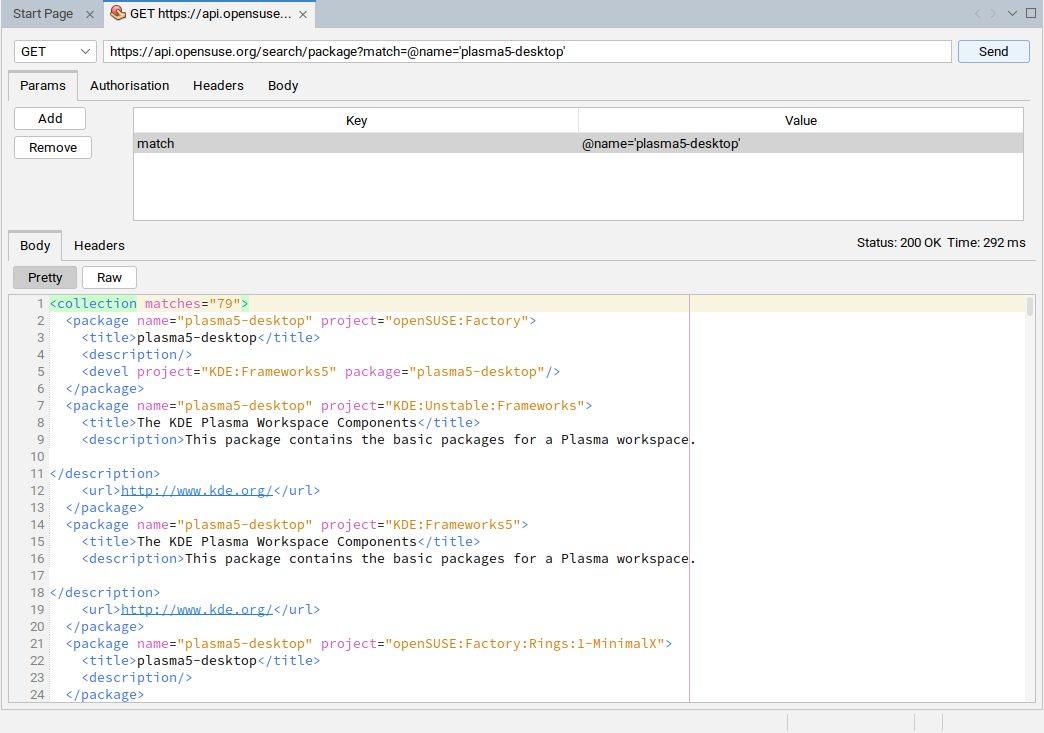 Start Page
GET https://api.opensuse...
GET
https://api.opensuse.org/search/package?match=@name='plasma5-desktop'
Send
Params Authorisation Headers Body
Add
Remove
Key Value
match @name='plasma5-desktop'
Body Headers
Status: 200 OK Time: 292 ms
Pretty Raw
1 <collection matches="79">
2 <package name="plasma5-desktop" project="openSUSE:Factory">
3 <title>plasma5-desktop</title>
4 <description/>
5 <devel project="KDE:Frameworks5" package="plasma5-desktop"/>
6 </package>
7 <package name="plasma5-desktop" project="KDE:Unstable:Frameworks">
8 <title>The KDE Plasma Workspace Components</title>
9 <description>This package contains the basic packages for a Plasma workspace.
10
11 </description>
12 <url>http://www.kde.org/</url>
13 </package>
14 <package name="plasma5-desktop" project="KDE:Frameworks5">
15 <title>The KDE Plasma Workspace Components</title>
16 <description>This package contains the basic packages for a Plasma workspace.
17
18 </description>
19 <url>http://www.kde.org/</url>
20 </package>
21 <package name="plasma5-desktop" project="openSUSE:Factory:Rings:1-MinimalX">
22 <title>plasma5-desktop</title>
23 <description/>
24 </package>